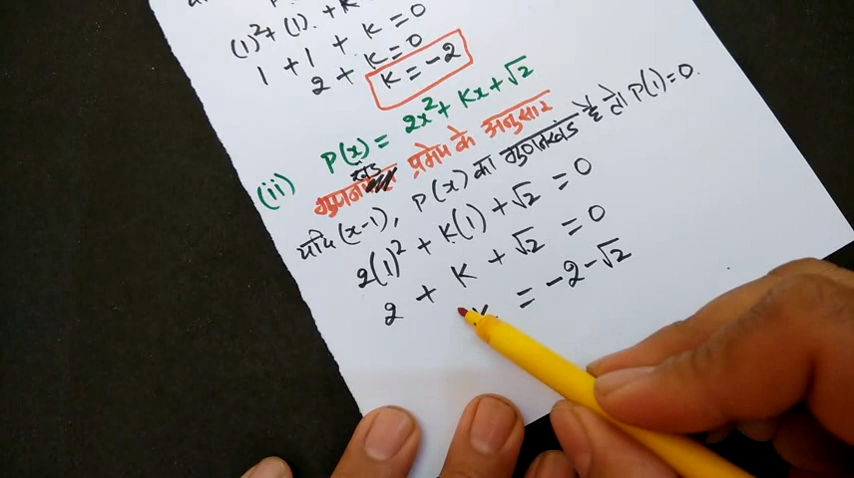 (1)² + (1). + K
1 + 1 + K = 0
2 + K = 0
K = -2
(ii) P(x) = 2x² + Kx + √2
गुणनखंड प्रमेय के अनुसार
यदि (x-1), P(x) का गुणनखंड है तो P(1) = 0.
2(1)² + K(1) + √2 = 0
2 + K + √2 = 0
K = -2-√2